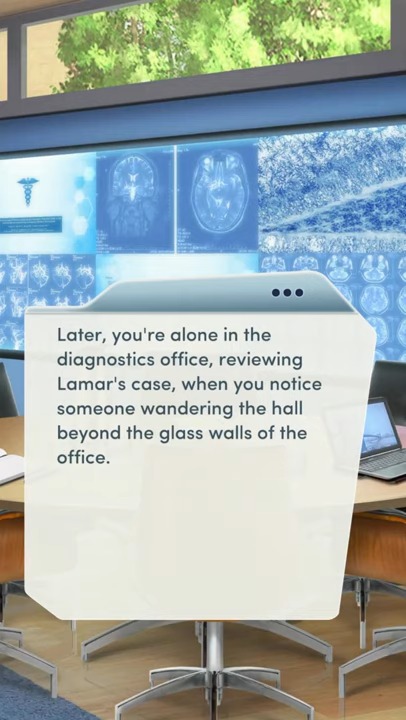 Later, you're alone in the
diagnostics office, reviewing
Lamar's case, when you notice
someone wandering the hall
beyond the glass walls of the
office.